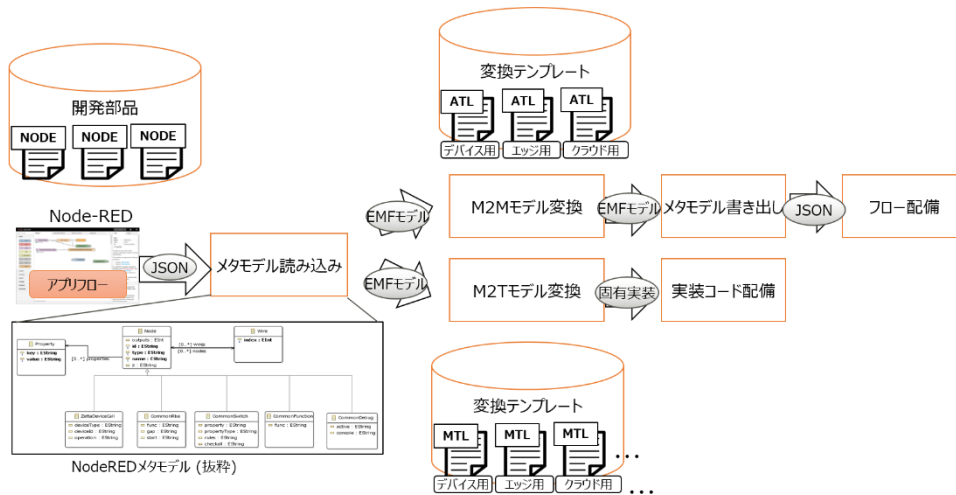 開発部品
NODE
NODE
NODE
変換テンプレート
ATL
ATL
ATL
デバイス用
エッジ用
クラウド用
Node-RED
アプリフロー
JSON
メタモデル読み込み
EMFモデル
M2Mモデル変換
EMFモデル
メタモデル書き出し
JSON
フロー配備
EMFモデル
M2Tモデル変換
固有実装
実装コード配備
Property
key : EString
value : EString
[0..*] properties
Node
outputs : EInt
id : EString
type : EString
name : EString
z : EString
[0..*] wires
[0..*] nodes
Wire
index : EInt
ZettaDeviceCall
deviceType : EString
deviceId : EString
operation : EString
CommonRbe
func : EString
gap : EString
start : EString
CommonSwitch
property : EString
propertyType : EString
rules : EString
checkall : EString
CommonFunction
func : EString
CommonDebug
active : EString
console : EString
NodeREDメタモデル (抜粋)
変換テンプレート
MTL
MTL
MTL
...
デバイス用
エッジ用
クラウド用
...